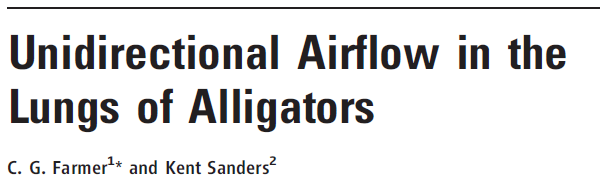 Unidirectional Airflow in the
Lungs of Alligators
C. G. Farmer¹* and Kent Sanders²